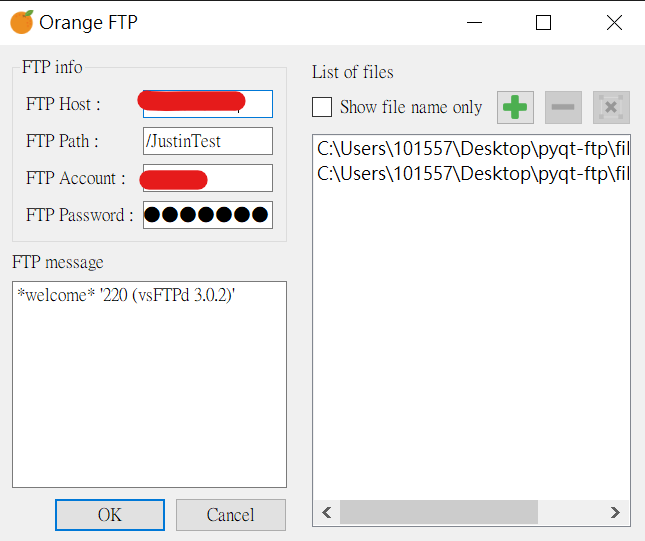 Orange FTP
FTP info
FTP Host :
FTP Path : /JustinTest
FTP Account :
FTP Password : ●●●●●●●
FTP message
*welcome* '220 (vsFTPd 3.0.2)'
OK Cancel
List of files
Show file name only
C:\Users\101557\Desktop\pyqt-ftp\fil
C:\Users\101557\Desktop\pyqt-ftp\fil